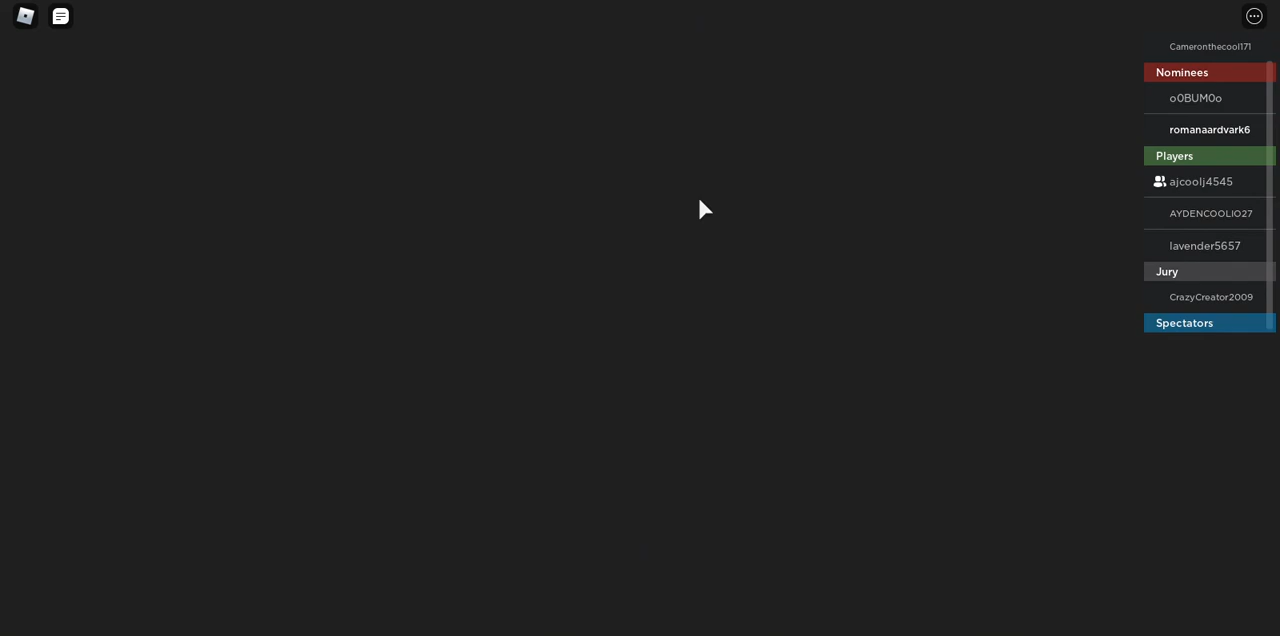 Cameronthecool171
Nominees
o0BUM0o
romanaardvark6
Players
ajcoolj4545
AYDENCOOLIO27
lavender5657
Jury
CrazyCreator2009
Spectators